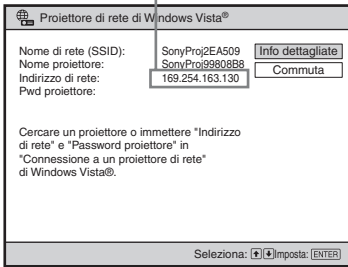 Proiettore di rete di Windows Vista®
Nome di rete (SSID): SonyProj2EA509 Info dettagliate
Nome proiettore: SonyProj99808B8 Commuta
Indirizzo di rete: 169.254.163.130
Pwd proiettore:
Cercare un proiettore o immettere "Indirizzo
di rete" e "Password proiettore" in
"Connessione a un proiettore di rete"
di Windows Vista®.
Seleziona: Imposta: ENTER